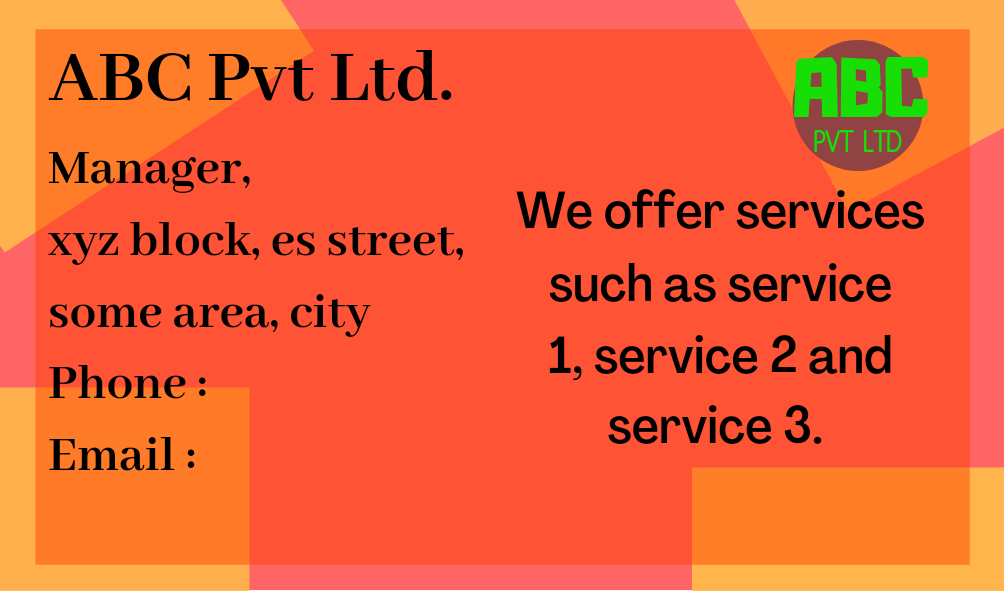 ABC Pvt Ltd.
Manager,
xyz block, es street,
some area, city
Phone :
Email :
ABC
PVT LTD
We offer services
such as service
1, service 2 and
service 3.